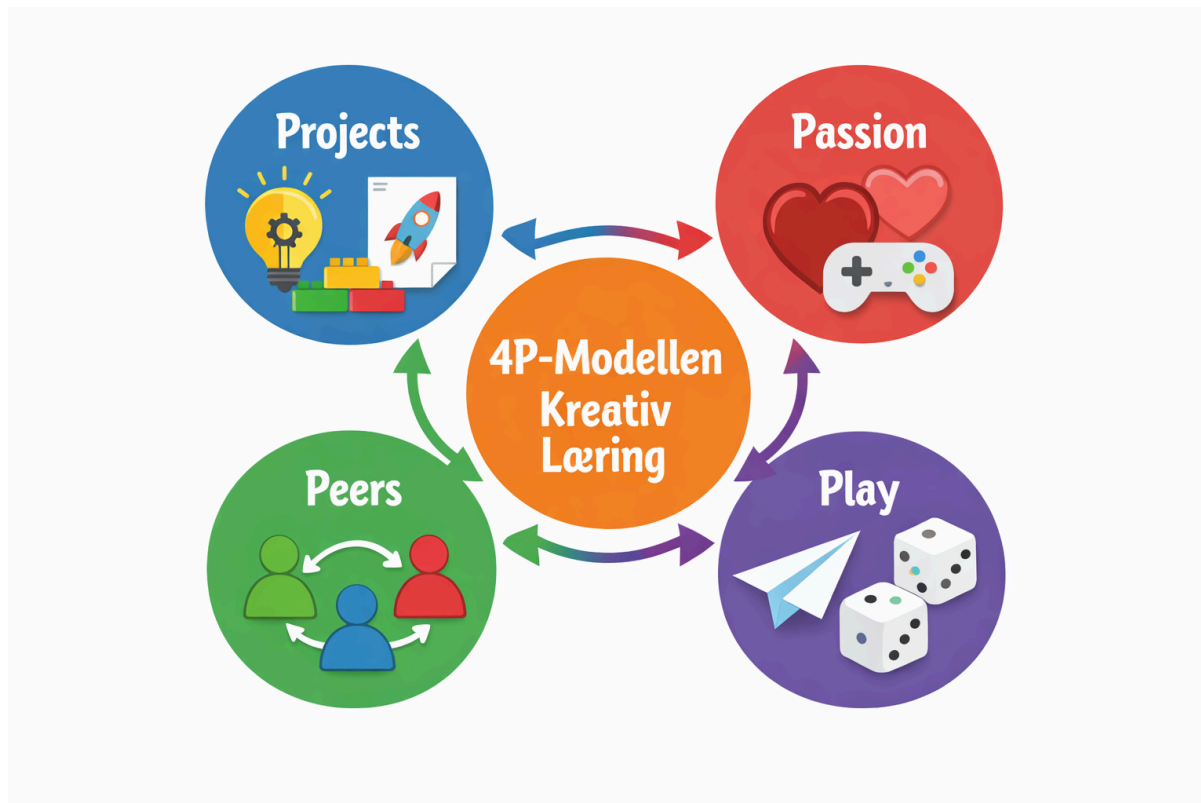 Projects
Passion
4P-Modellen
Kreativ
Læring
Peers
Play